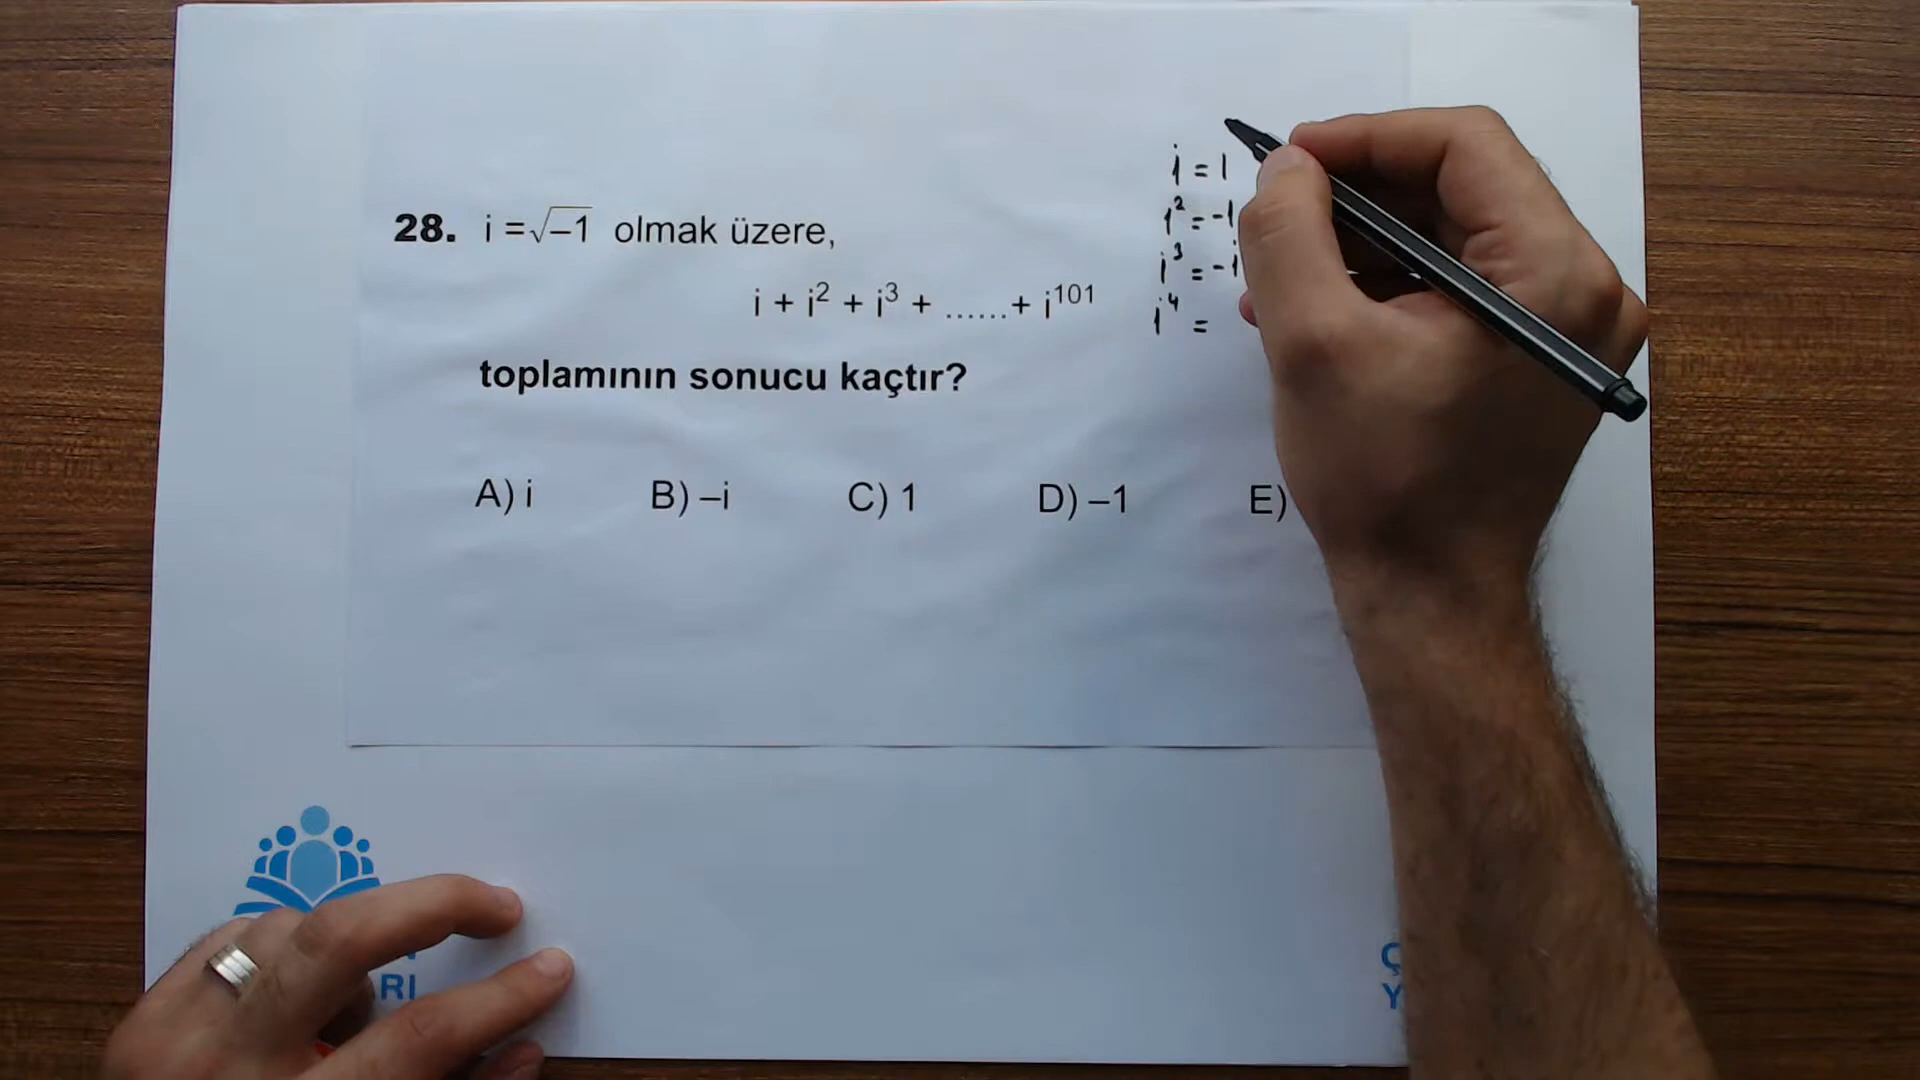 28. i = √–1 olmak üzere,
i + i² + i³ + ...... + i¹⁰¹
toplamının sonucu kaçtır?
A) i B) –i C) 1 D) –1 E)
i = 1
i² = -1
i³ = -i
i⁴ =
RI
Ç
Y